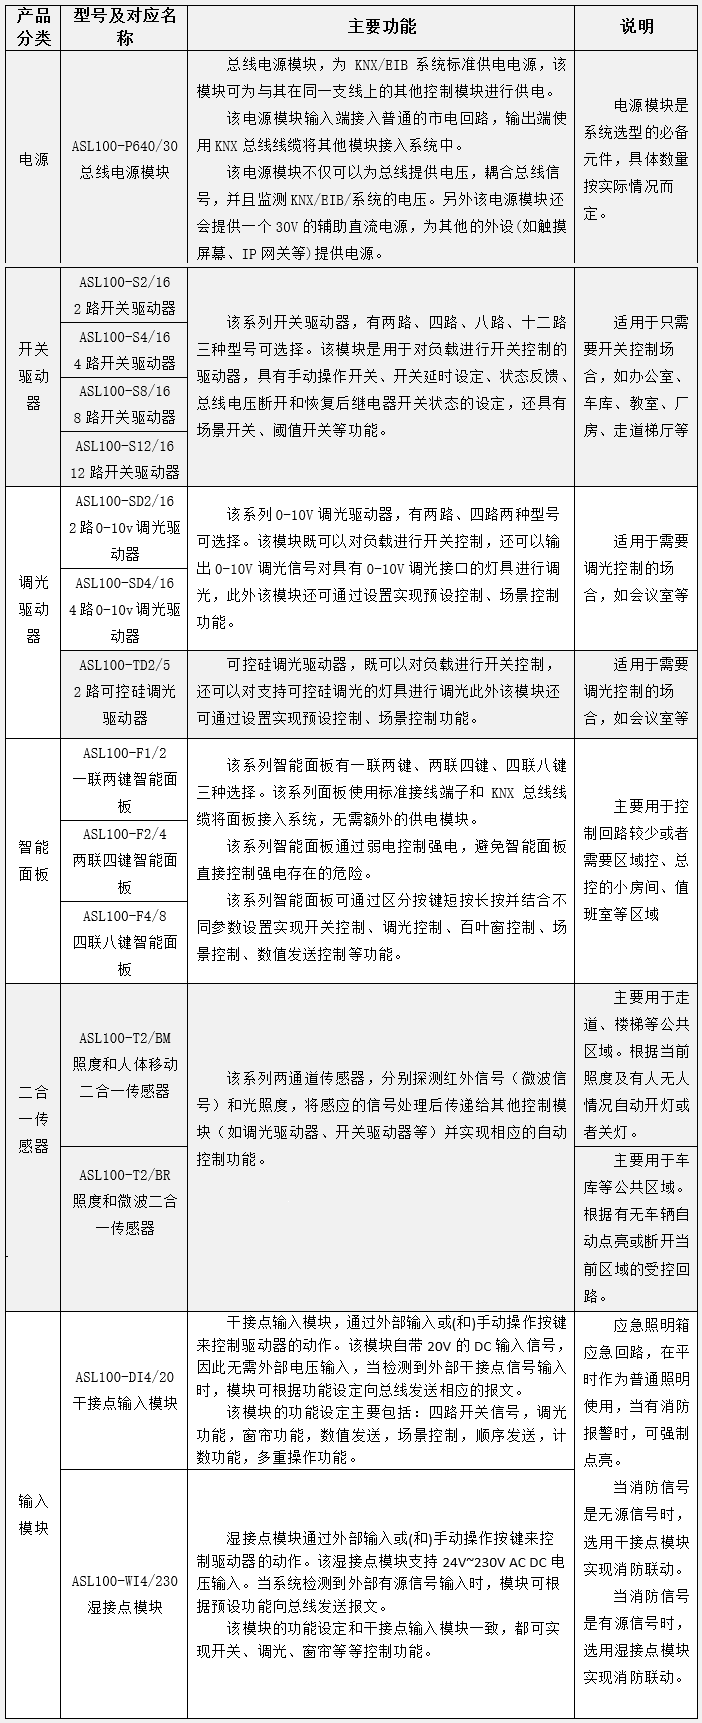 产品
分类
型号及对应名
称
主要功能
说明
电源
ASL100-P640/30
总线电源模块
总线电源模块，为 KNX/EIB 系统标准供电电源，该
模块可为与其在同一支线上的其他控制模块进行供电。
该电源模块输入端接入普通的市电回路，输出端使
用KNX 总线线缆将其他模块接入系统中。
该电源模块不仅可以为总线提供电压，耦合总线信
号，并且监测KNX/EIB/系统的电压。另外该电源模块还
会提供一个 30V 的辅助直流电源，为其他的外设(如触摸
屏幕、IP 网关等)提供电源。
电源模块是
系统选型的必备
元件，具体数量
按实际情况而
定。
开关
驱动
器
ASL100-S2/16
2 路开关驱动器
ASL100-S4/16
4 路开关驱动器
ASL100-S8/16
8 路开关驱动器
ASL100-S12/16
12 路开关驱动器
该系列开关驱动器，有两路、四路、八路、十二路
三种型号可选择。该模块是用于对负载进行开关控制的
驱动器，具有手动操作开关、开关延时设定、状态反馈、
总线电压断开和恢复后继电器开关状态的设定，还具有
场景开关、阈值开关等功能。
适用于只需
要开关控制场
合，如办公室、
车库、教室、厂
房、走道梯厅等
调光
驱动
器
ASL100-SD2/16
2 路0-10v 调光驱
动器
ASL100-SD4/16
4 路0-10v 调光驱
动器
该系列 0-10V 调光驱动器，有两路、四路两种型号
可选择。该模块既可以对负载进行开关控制，还可以输
出 0-10V 调光信号对具有 0-10V 调光接口的灯具进行调
光，此外该模块还可通过设置实现预设控制、场景控制
功能。
适用于需要
调光控制的场
合，如会议室等
ASL100-TD2/5
2 路可控硅调光
驱动器
可控硅调光驱动器，既可以对负载进行开关控制，
还可以对支持可控硅调光的灯具进行调光此外该模块还
可通过设置实现预设控制、场景控制功能。
适用于需要
调光控制的场
合，如会议室等
智能
面板
ASL100-F1/2
一联两键智能面
板
ASL100-F2/4
两联四键智能面
板
ASL100-F4/8
四联八键智能面
板
该系列智能面板有一联两键、两联四键、四联八键
三种选择。该系列面板使用标准接线端子和 KNX 总线线
缆将面板接入系统，无需额外的供电模块。
该系列智能面板通过弱电控制强电，避免智能面板
直接控制强电存在的危险。
该系列智能面板可通过区分按键短按长按并结合不
同参数设置实现开关控制、调光控制、百叶窗控制、场
景控制、数值发送控制等功能。
主要用于控
制回路较少或者
需要区域控、总
控的小房间、值
班室等区域
二合
一传
感器
ASL100-T2/BM
照度和人体移动
二合一传感器
ASL100-T2/BR
照度和微波二合
一传感器
该系列两通道传感器，分别探测红外信号（微波信
号）和光照度，将感应的信号处理后传递给其他控制模
块（如调光驱动器、开关驱动器等）并实现相应的自动
控制功能。
主要用于走
道、楼梯等公共
区域。根据当前
照度及有人无人
情况自动开灯或
者关灯。
主要用于车
库等公共区域。
根据有无车辆自
动点亮或断开当
前区域的受控回
路。
输入
模块
ASL100-DI4/20
干接点输入模块
干接点输入模块，通过外部输入或(和)手动操作按键
来控制驱动器的动作。该模块自带 20V 的 DC 输入信号，
因此无需外部电压输入，当检测到外部干接点信号输入
时，模块可根据功能设定向总线发送相应的报文。
该模块的功能设定主要包括：四路开关信号，调光
功能，窗帘功能，数值发送，场景控制，顺序发送，计
数功能，多重操作功能。
ASL100-WI4/230
湿接点模块
湿接点模块通过外部输入或(和)手动操作按键来控
制驱动器的动作。该湿接点模块支持 24V~230V AC DC 电
压输入。当系统检测到外部有源信号输入时，模块可根
据预设功能向总线发送报文。
该模块的功能设定和干接点输入模块一致，都可实
现开关、调光、窗帘等等控制功能。
应急照明箱
应急回路，在平
时作为普通照明
使用，当有消防
报警时，可强制
点亮。
当消防信号
是无源信号时，
选用干接点模块
实现消防联动。
当消防信号
是有源信号时，
选用湿接点模块
实现消防联动。